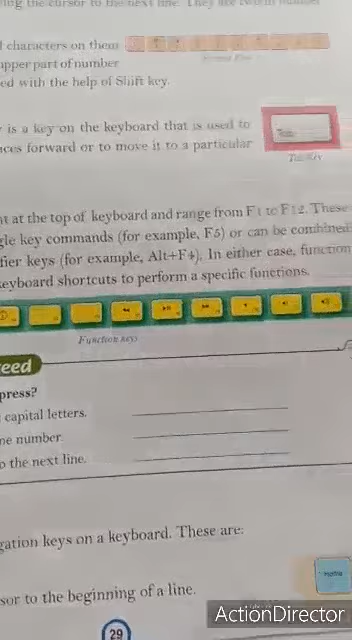 ing the cursor to the next line. They are two in number
characters on them
upper part of number
ed with the help of Shift key.
is a key on the keyboard that is used to
ces forward or to move it to a particular
Tab Key
nt at the top of keyboard and range from F1 to F12. These
gle key commands (for example, F5) or can be combined
fier keys (for example, Alt+F4). In either case, function
keyboard shortcuts to perform a specific functions.
Function keys
reed
press?
capital letters.
ne number.
o the next line.
gation keys on a keyboard. These are:
sor to the beginning of a line.
29
ActionDirector